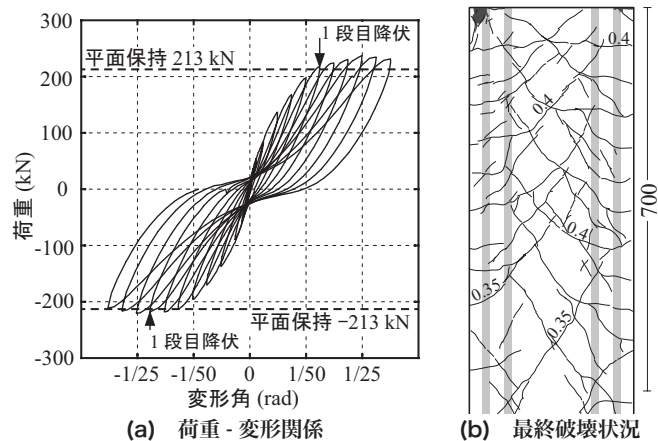 300
200
100
0
-100
-200
-300
荷重 (kN)
平面保持 213 kN
1 段目降伏
平面保持 −213 kN
1 段目降伏
-1/25
-1/50
0
1/50
1/25
変形角 (rad)
(a) 荷重 - 変形関係
0.4
0.4
0.4
0.35
0.35
700
(b) 最終破壊状況